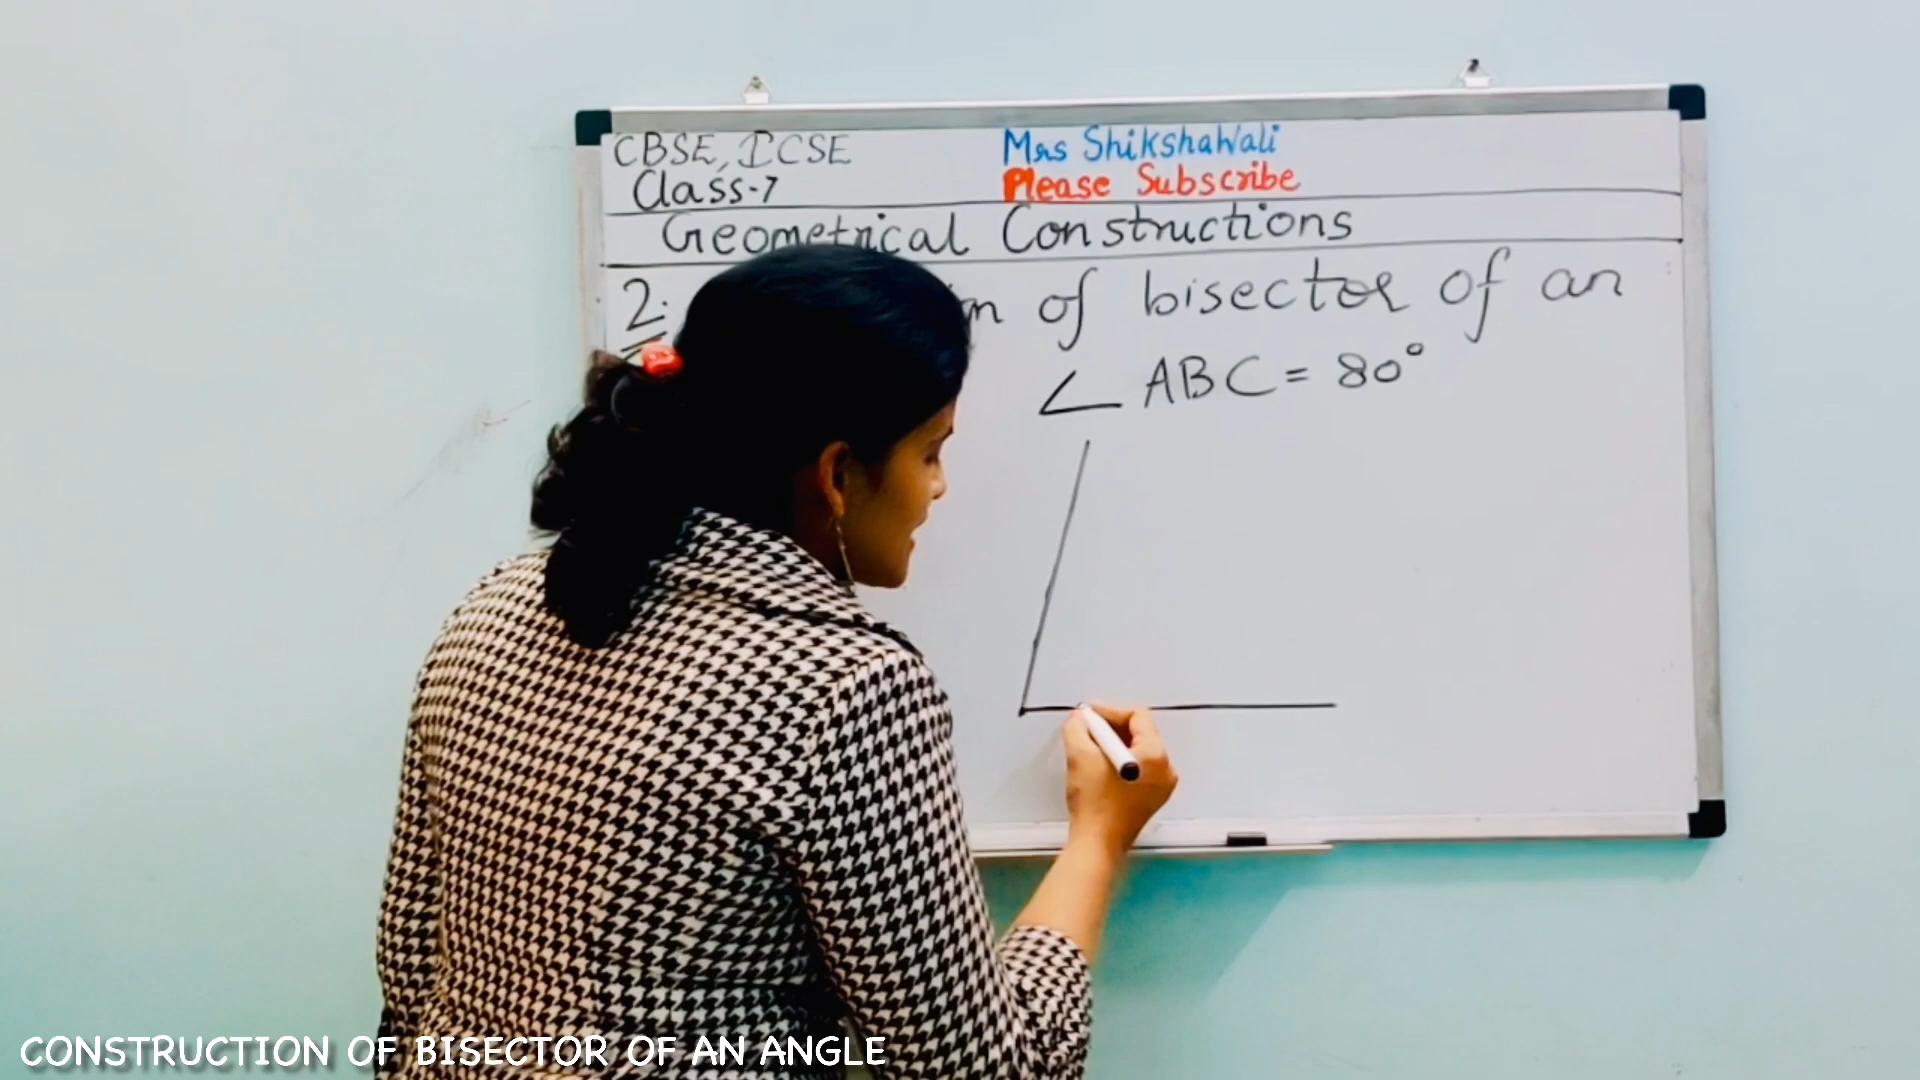 CBSE, ICSE
Class-7
Mrs ShikshaWali
Please Subscribe
Geometrical Constructions
2. of bisector of an
∠ ABC = 80°
CONSTRUCTION OF BISECTOR OF AN ANGLE